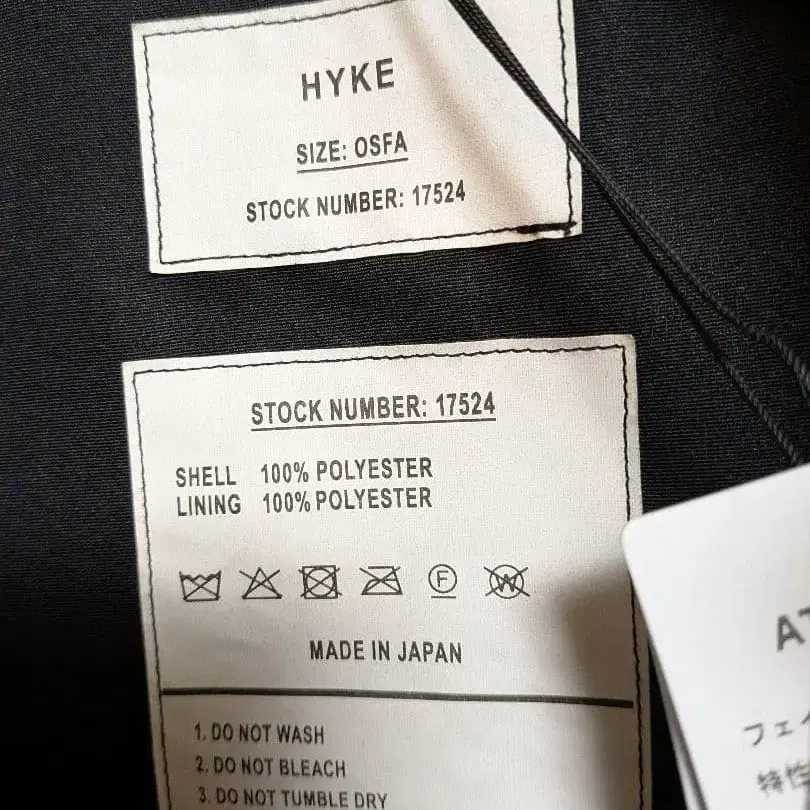 HYKE
SIZE: OSFA
STOCK NUMBER: 17524
STOCK NUMBER: 17524
SHELL 100% POLYESTER
LINING 100% POLYESTER
F W
MADE IN JAPAN
1. DO NOT WASH
2. DO NOT BLEACH
3. DO NOT TUMBLE DRY
フェイ
特性